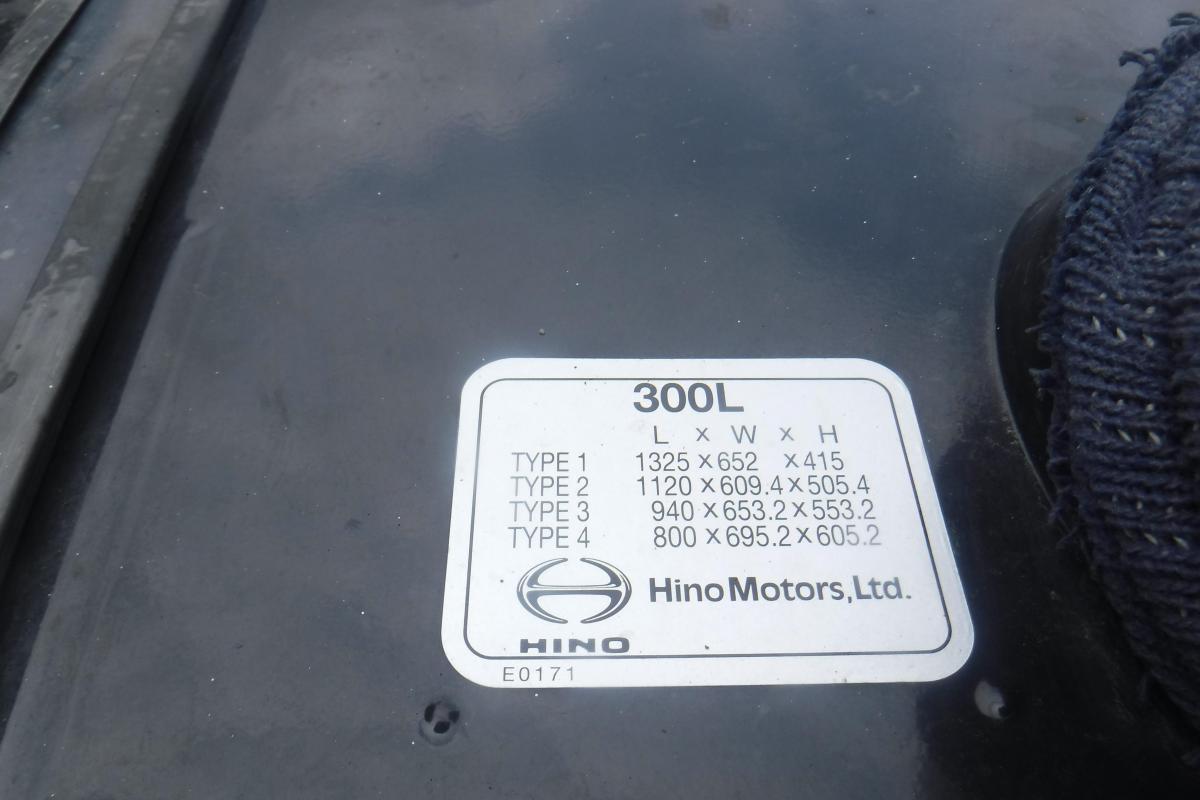 300L
L x W x H
TYPE 1 1325 x 652 x 415
TYPE 2 1120 x 609.4 x 505.4
TYPE 3 940 x 653.2 x 553.2
TYPE 4 800 x 695.2 x 605.2
Hino Motors, Ltd.
HINO
E0171